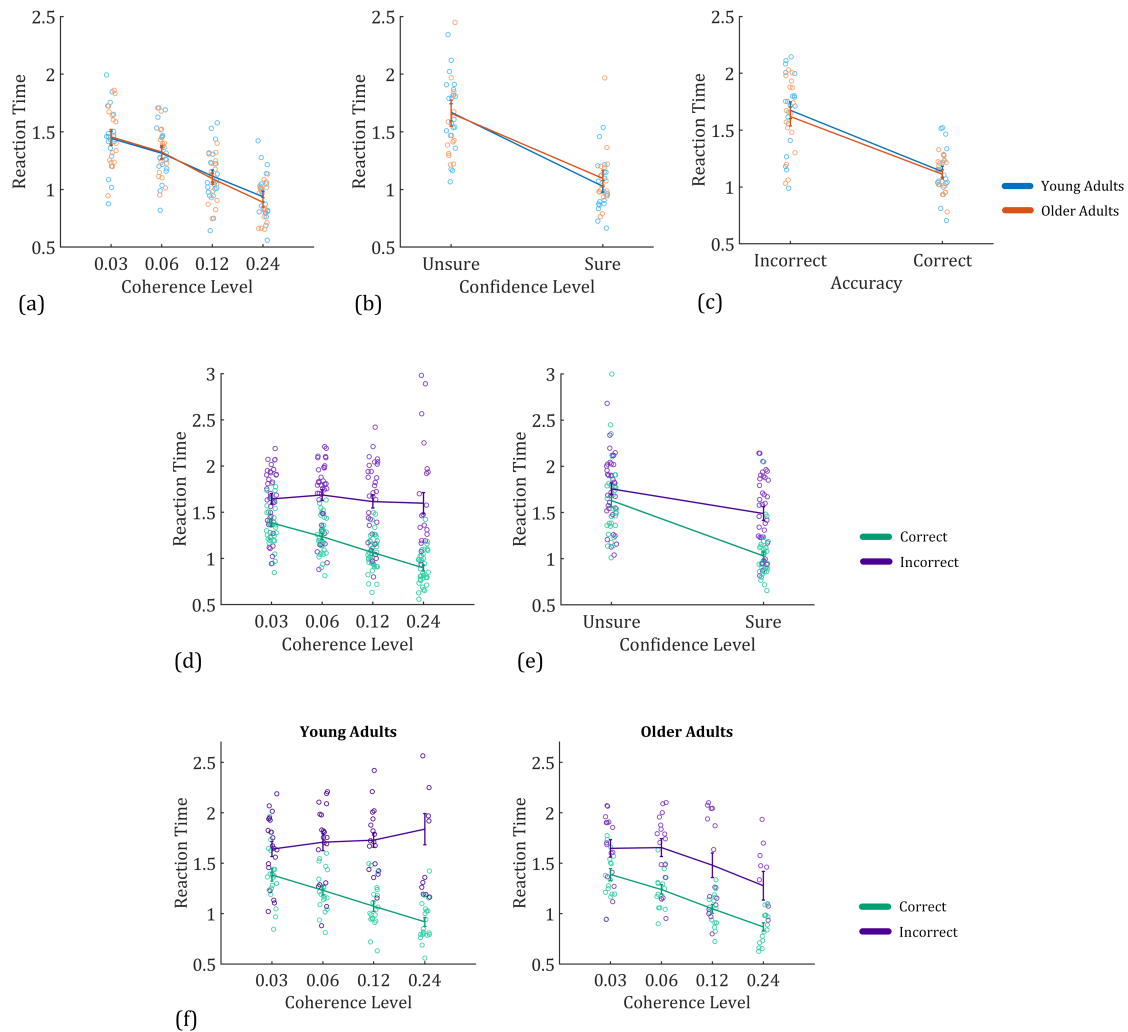 2.5
2
1.5
1
0.5
Reaction Time
0.03 0.06 0.12 0.24
Coherence Level
(a)
2.5
2
1.5
1
0.5
Reaction Time
Unsure Sure
Confidence Level
(b)
2.5
2
1.5
1
0.5
Reaction Time
Incorrect Correct
Accuracy
(c)
Young Adults
Older Adults
3
2.5
2
1.5
1
0.5
Reaction Time
0.03 0.06 0.12 0.24
Coherence Level
(d)
3
2.5
2
1.5
1
0.5
Reaction Time
Unsure Sure
Confidence Level
(e)
Correct
Incorrect
Young Adults
2.5
2
1.5
1
0.5
Reaction Time
0.03 0.06 0.12 0.24
Coherence Level
(f)
Older Adults
2.5
2
1.5
1
0.5
Reaction Time
0.03 0.06 0.12 0.24
Coherence Level
Correct
Incorrect